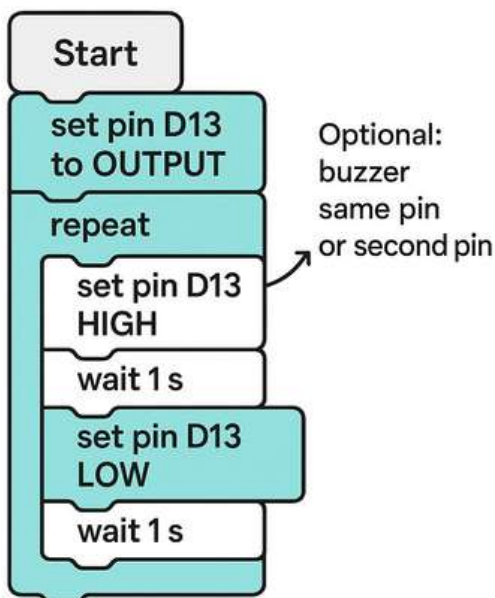 Start
set pin D13
to OUTPUT
repeat
set pin D13
HIGH
wait 1 s
set pin D13
LOW
wait 1 s
Optional:
buzzer
same pin
or second pin